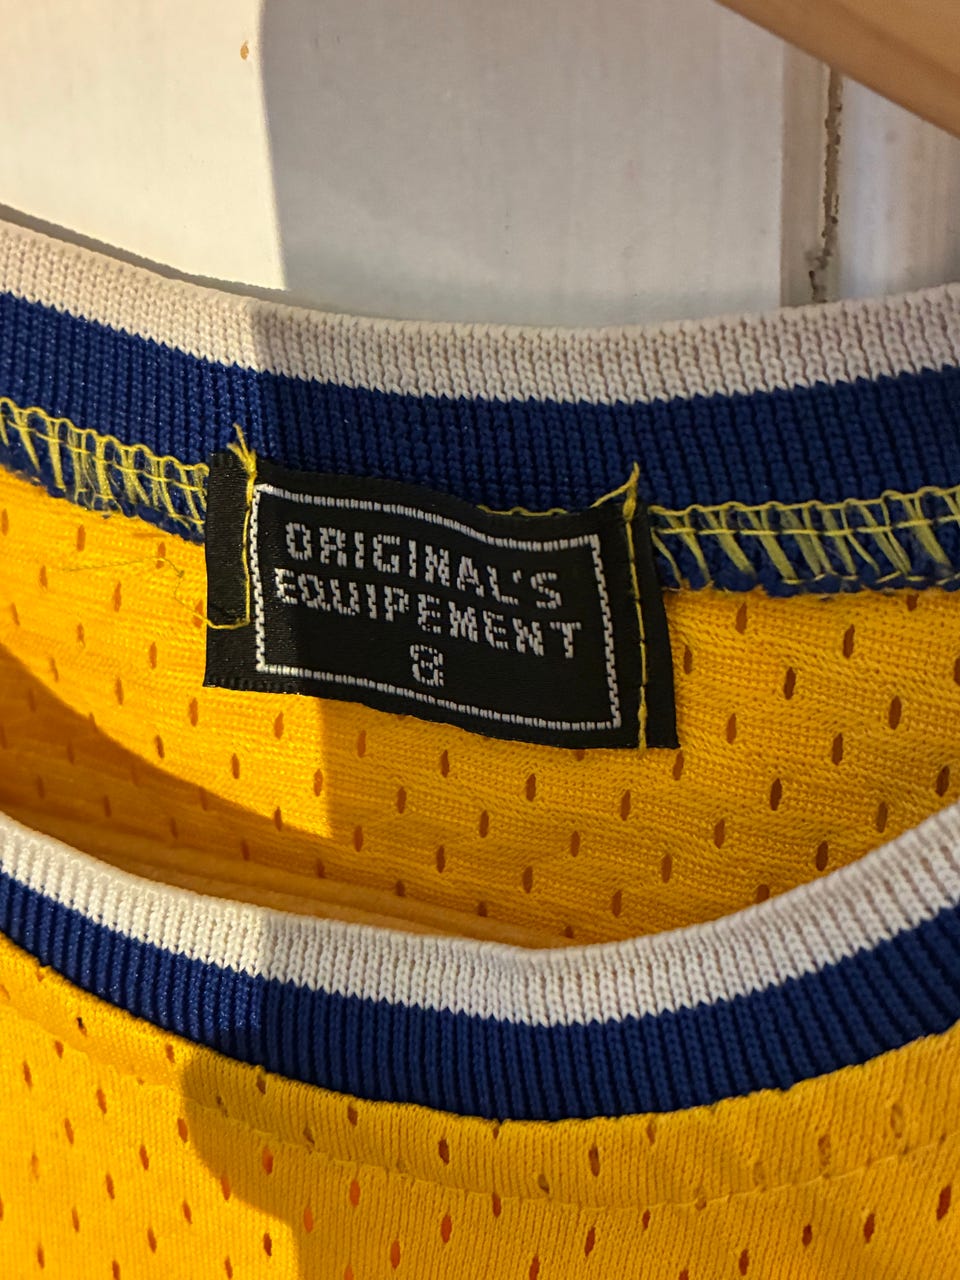 ORIGINAL'S
EQUIPEMENT
8